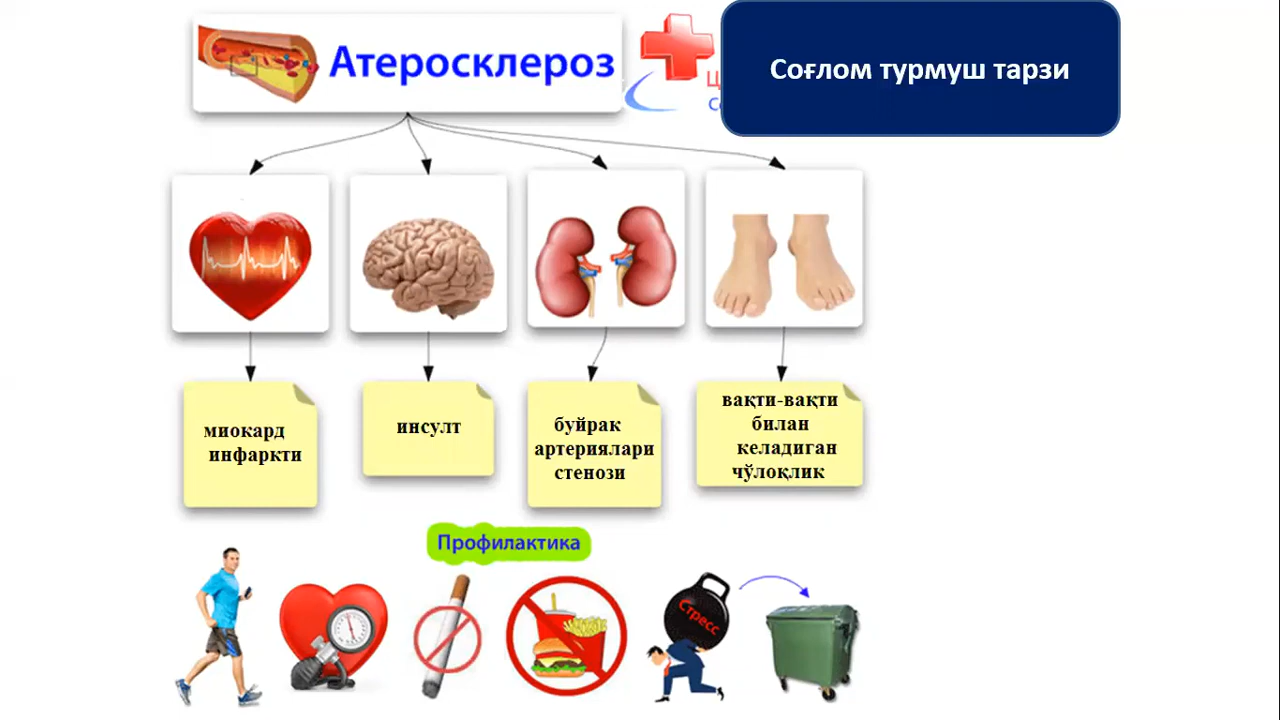 Атеросклероз
Соғлом турмуш тарзи
миокард
инфаркти
инсулт
буйрак
артериялари
стенози
вақти-вақти
билан
келадиган
чўлоқлик
Профилактика
Стресс